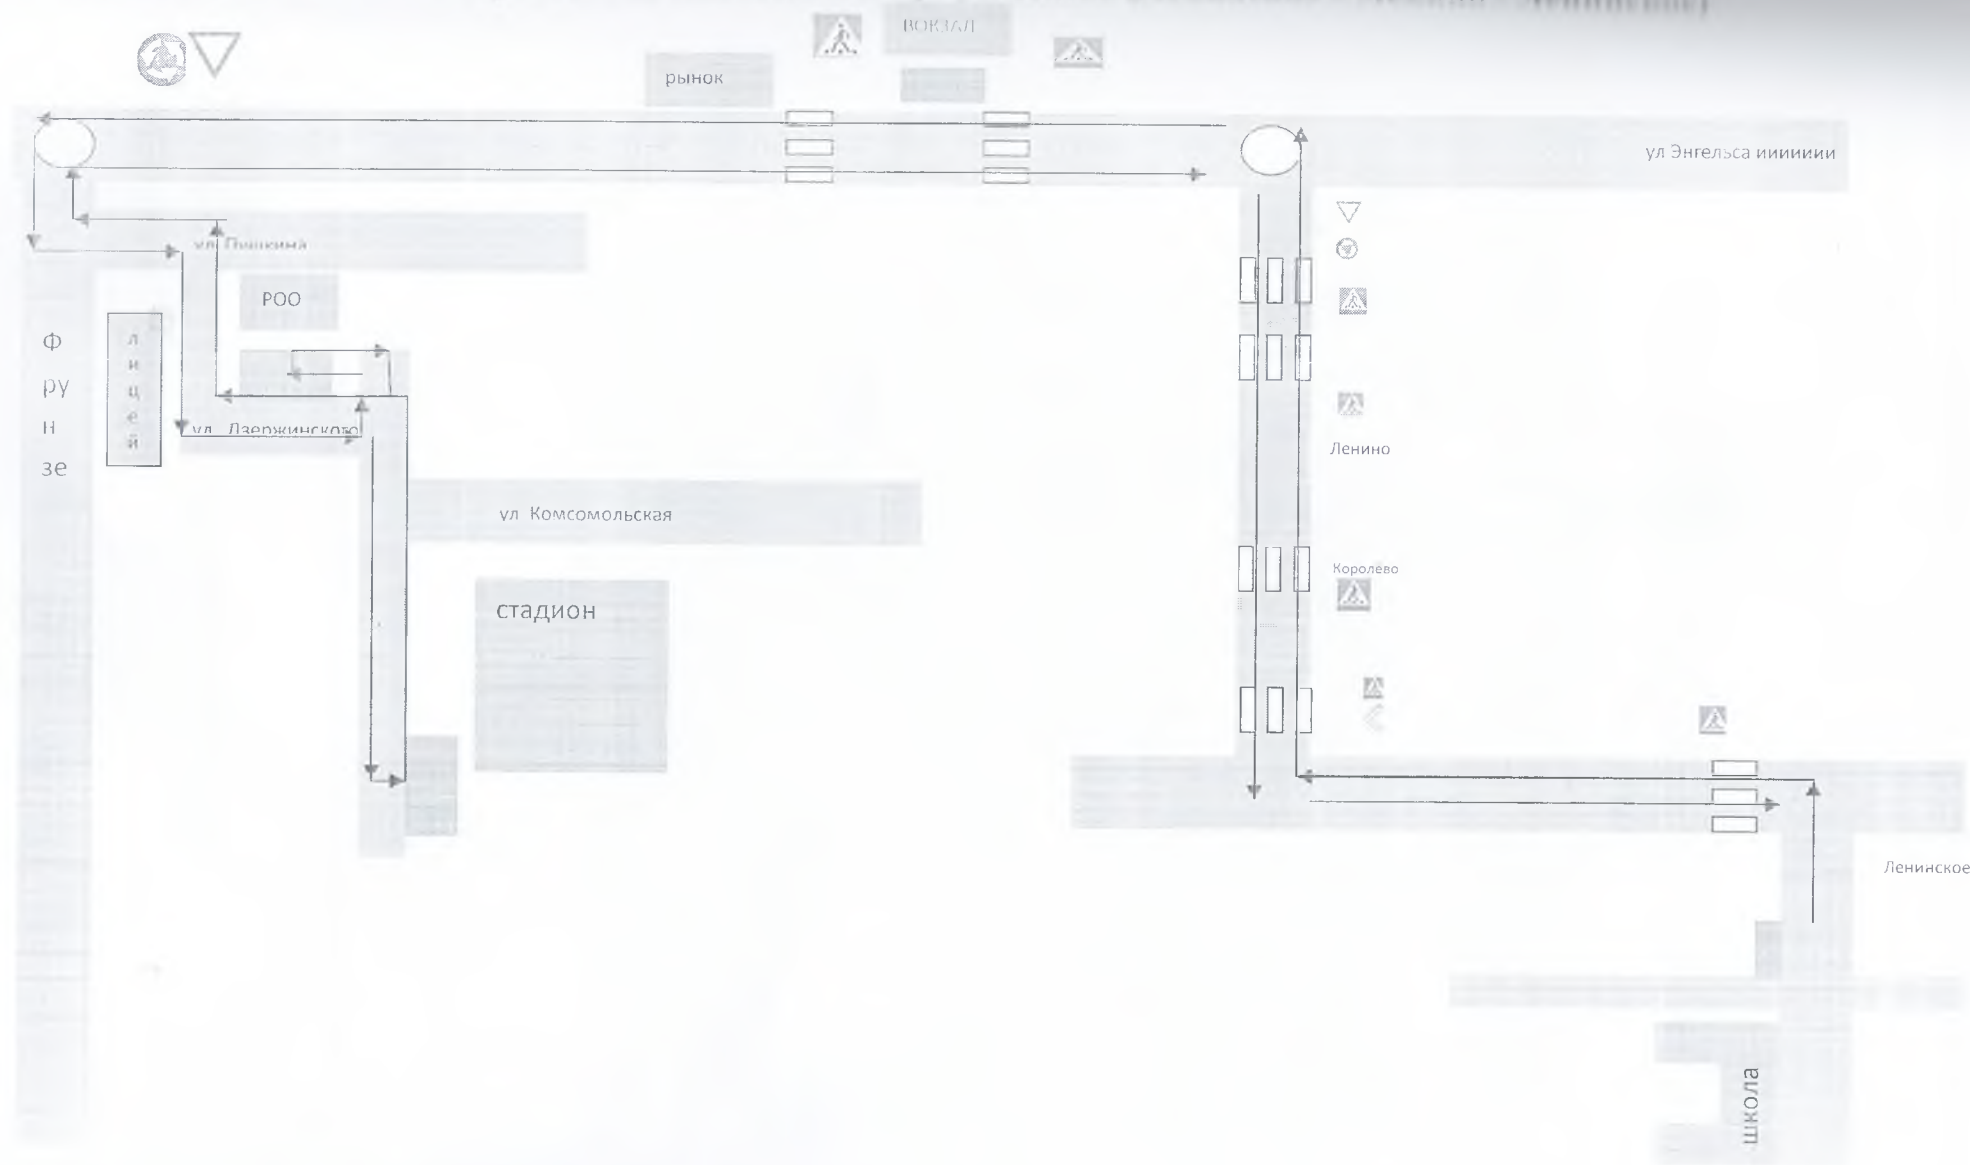 ВОКЗАЛ
рынок
ул Энгельса иииииии
ул Пушкина
РОО
Ф
ру
н
зе
л
и
ц
е
й
ул Дзержинского
Ленино
ул Комсомольская
Королево
стадион
Ленинское
школа